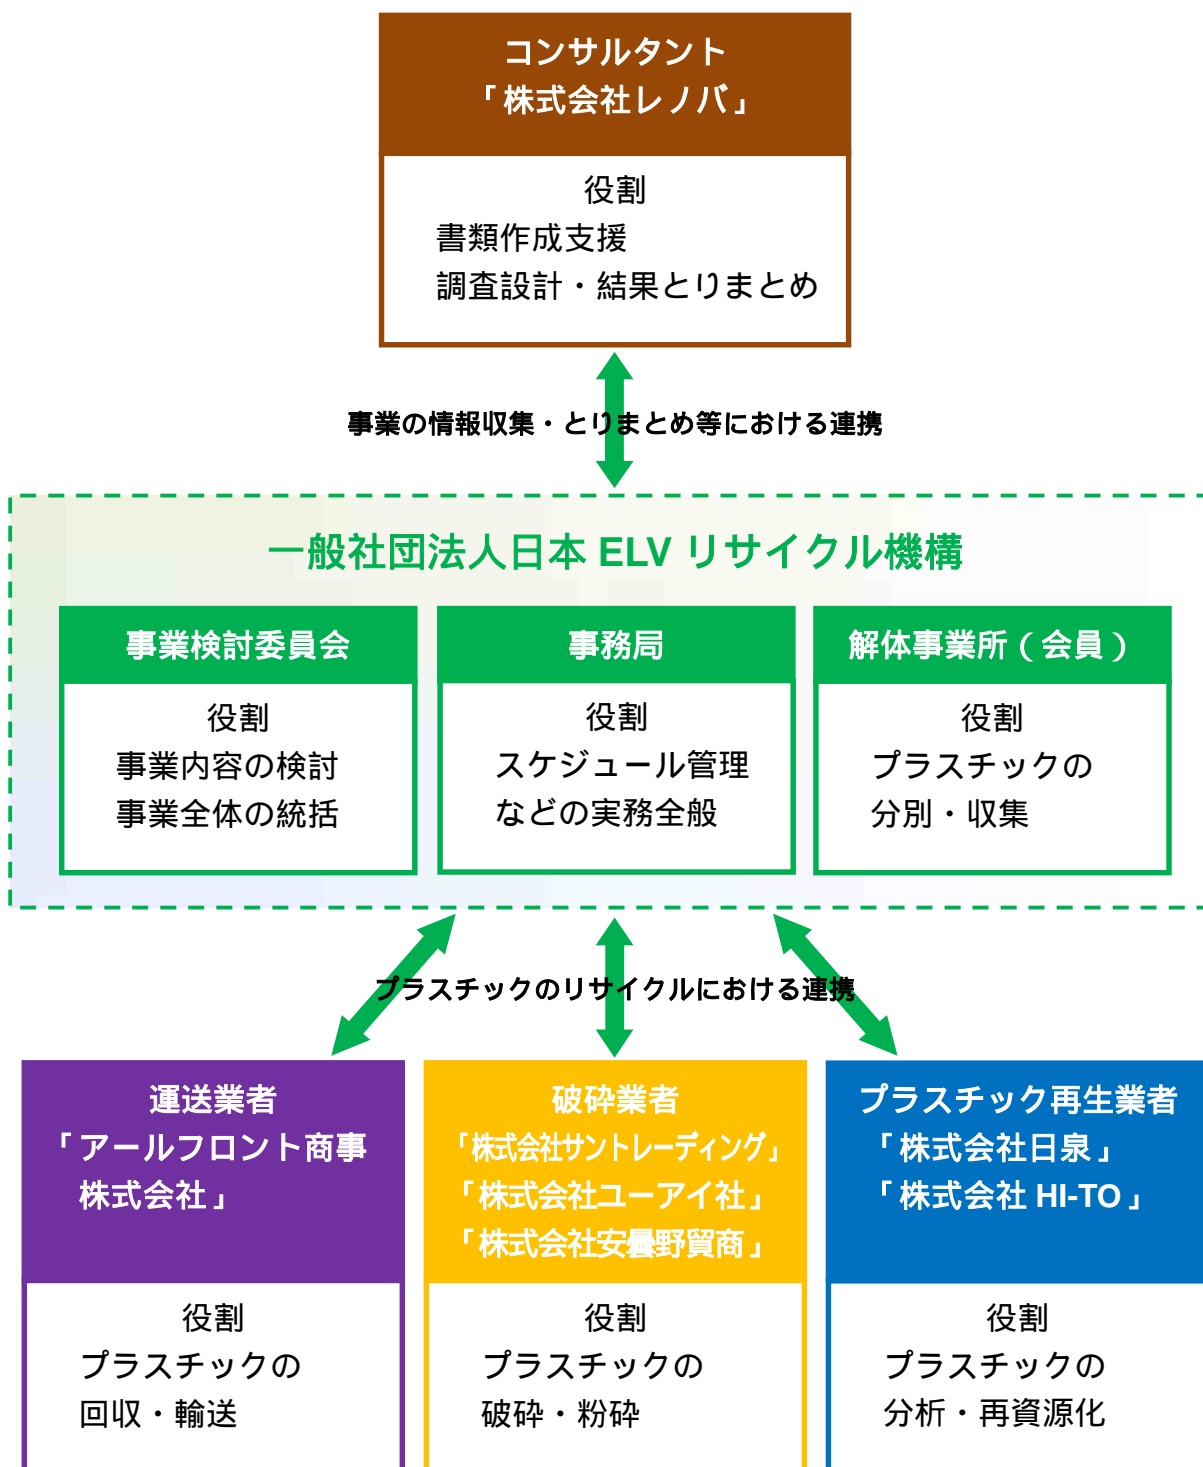 コンサルタント
「株式会社レノバ」
役割
書類作成支援
調査設計・結果とりまとめ
事業の情報収集・とりまとめ等における連携
一般社団法人日本 ELV リサイクル機構
事業検討委員会
役割
事業内容の検討
事業全体の統括
事務局
役割
スケジュール管理
などの実務全般
解体事業所（会員）
役割
プラスチックの
分別・収集
プラスチックのリサイクルにおける連携
運送業者
「アールフロント商事
株式会社」
役割
プラスチックの
回収・輸送
破砕業者
「株式会社サントレーディング」
「株式会社ユーアイ社」
「株式会社安曇野貿商」
役割
プラスチックの
破砕・粉砕
プラスチック再生業者
「株式会社日泉」
「株式会社 HI-TO」
役割
プラスチックの
分析・再資源化